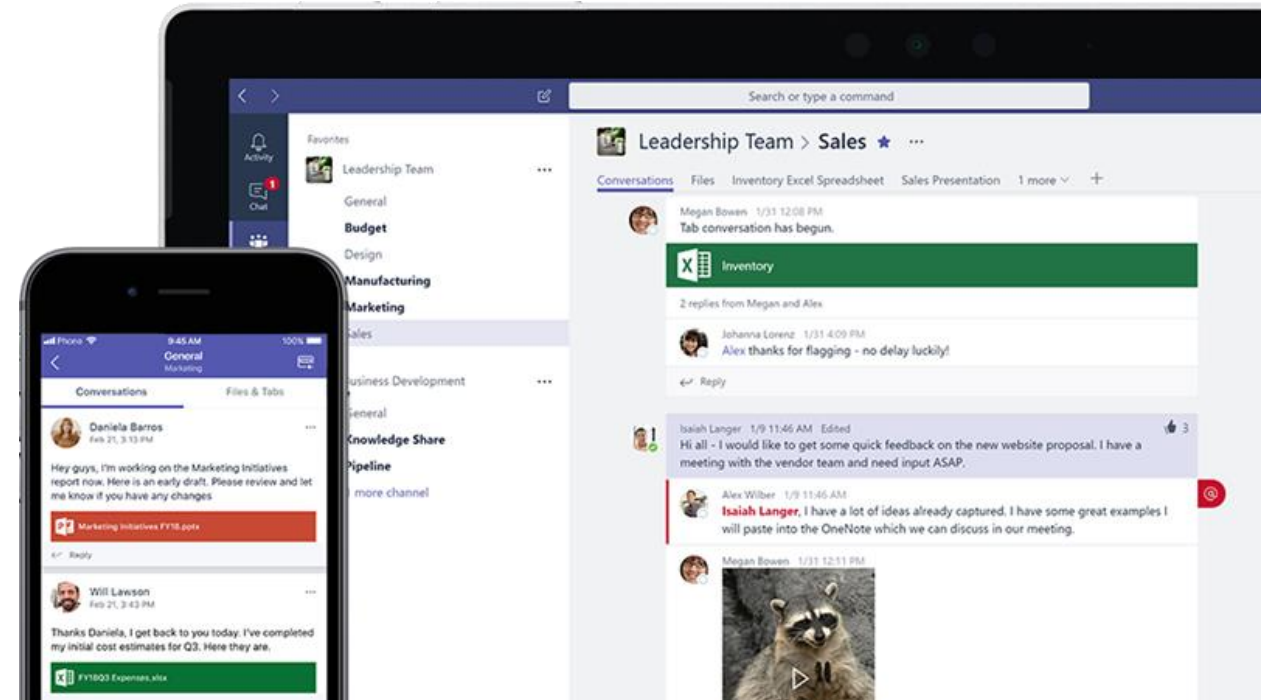 Search or type a command
Activity
1
Chat
Favorites
Leadership Team
General
Budget
Design
Manufacturing
Marketing
Sales
Business Development
General
Knowledge Share
Pipeline
1 more channel
Leadership Team > Sales
Conversations Files Inventory Excel Spreadsheet Sales Presentation 1 more
Megan Bowen 1/31 12:08 PM
Tab conversation has begun.
Inventory
2 replies from Megan and Alex
Johanna Lorenz 1/31 4:09 PM
Alex thanks for flagging - no delay luckily!
Reply
Isaiah Langer 1/9 11:46 AM Edited
3
Hi all - I would like to get some quick feedback on the new website proposal. I have a
meeting with the vendor team and need input ASAP.
Alex Wilber 1/9 11:46 AM
Isaiah Langer, I have a lot of ideas already captured. I have some great examples I
will paste into the OneNote which we can discuss in our meeting.
Megan Bowen 1/31 12:11 PM
Phone 9:45 AM 100%
General
Marketing
Conversations Files & Tabs
Daniela Barros
Feb 21, 3:13 PM
Hey guys, I'm working on the Marketing Initiatives
report now. Here is an early draft. Please review and let
me know if you have any changes
Marketing Initiatives FY18.pptx
Reply
Will Lawson
Feb 21, 3:43 PM
Thanks Daniela, I get back to you today. I've completed
my initial cost estimates for Q3. Here they are.
FY18Q3 Expenses.xlsx